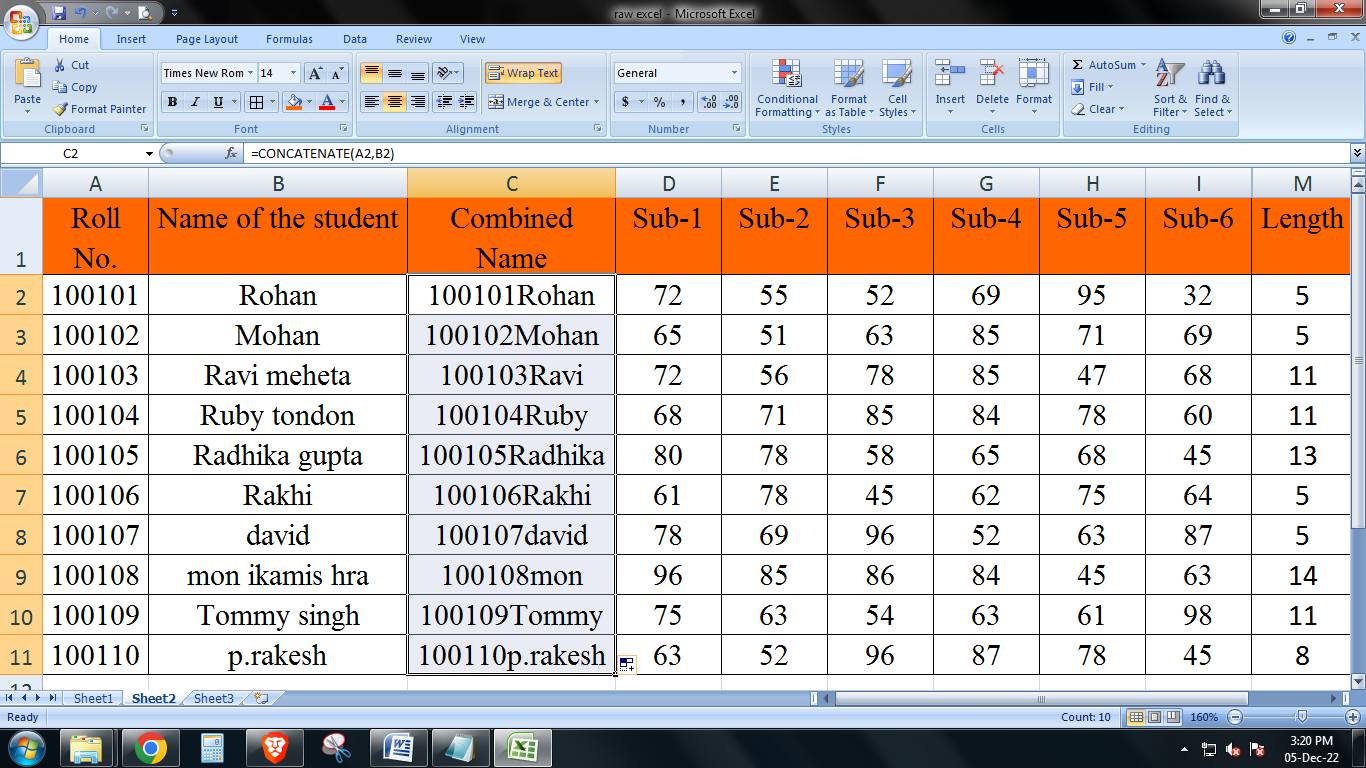 raw excel - Microsoft Excel
Home Insert Page Layout Formulas Data Review View
Paste Cut Copy Format Painter
Times New Rom 14
B I U A A A
Wrap Text
Merge & Center
General
$ % ,
Conditional Formatting Format as Table Cell Styles
Insert Delete Format
Σ AutoSum Fill Clear
Sort & Filter Find & Select
Clipboard Font Alignment Number Styles Cells Editing
C2 fx =CONCATENATE(A2,B2)
A B C D E F G H I M
1 Roll No. Name of the student Combined Name Sub-1 Sub-2 Sub-3 Sub-4 Sub-5 Sub-6 Length
2 100101 Rohan 100101Rohan 72 55 52 69 95 32 5
3 100102 Mohan 100102Mohan 65 51 63 85 71 69 5
4 100103 Ravi meheta 100103Ravi 72 56 78 85 47 68 11
5 100104 Ruby tondon 100104Ruby 68 71 85 84 78 60 11
6 100105 Radhika gupta 100105Radhika 80 78 58 65 68 45 13
7 100106 Rakhi 100106Rakhi 61 78 45 62 75 64 5
8 100107 david 100107david 78 69 96 52 63 87 5
9 100108 mon ikamis hra 100108mon 96 85 86 84 45 63 14
10 100109 Tommy singh 100109Tommy 75 63 54 63 61 98 11
11 100110 p.rakesh 100110p.rakesh 63 52 96 87 78 45 8
Sheet1 Sheet2 Sheet3
Ready Count: 10 160%
3:20 PM
05-Dec-22